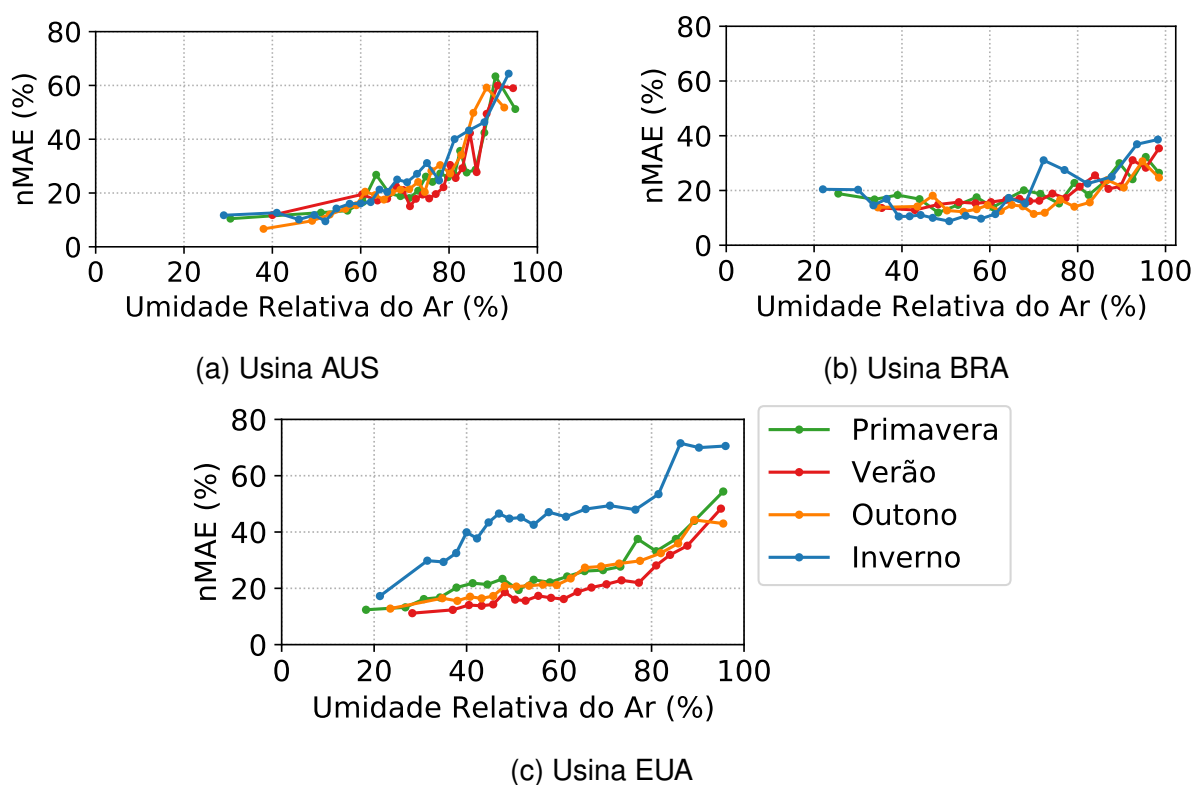 80
60
40
20
0
nMAE (%)
0 20 40 60 80 100
Umidade Relativa do Ar (%)
(a) Usina AUS
80
60
40
20
0
nMAE (%)
0 20 40 60 80 100
Umidade Relativa do Ar (%)
(b) Usina BRA
80
60
40
20
0
nMAE (%)
0 20 40 60 80 100
Umidade Relativa do Ar (%)
(c) Usina EUA
Primavera
Verão
Outono
Inverno